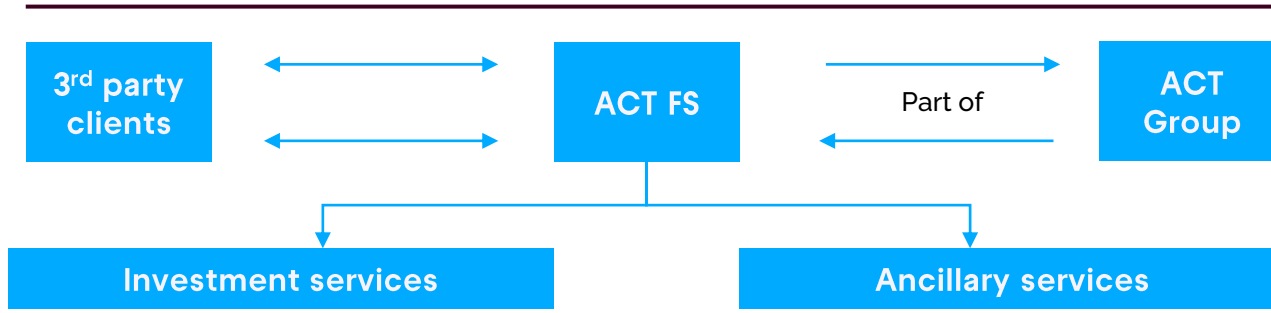 3rd party
clients
ACT FS
Part of
ACT
Group
Investment services
Ancillary services